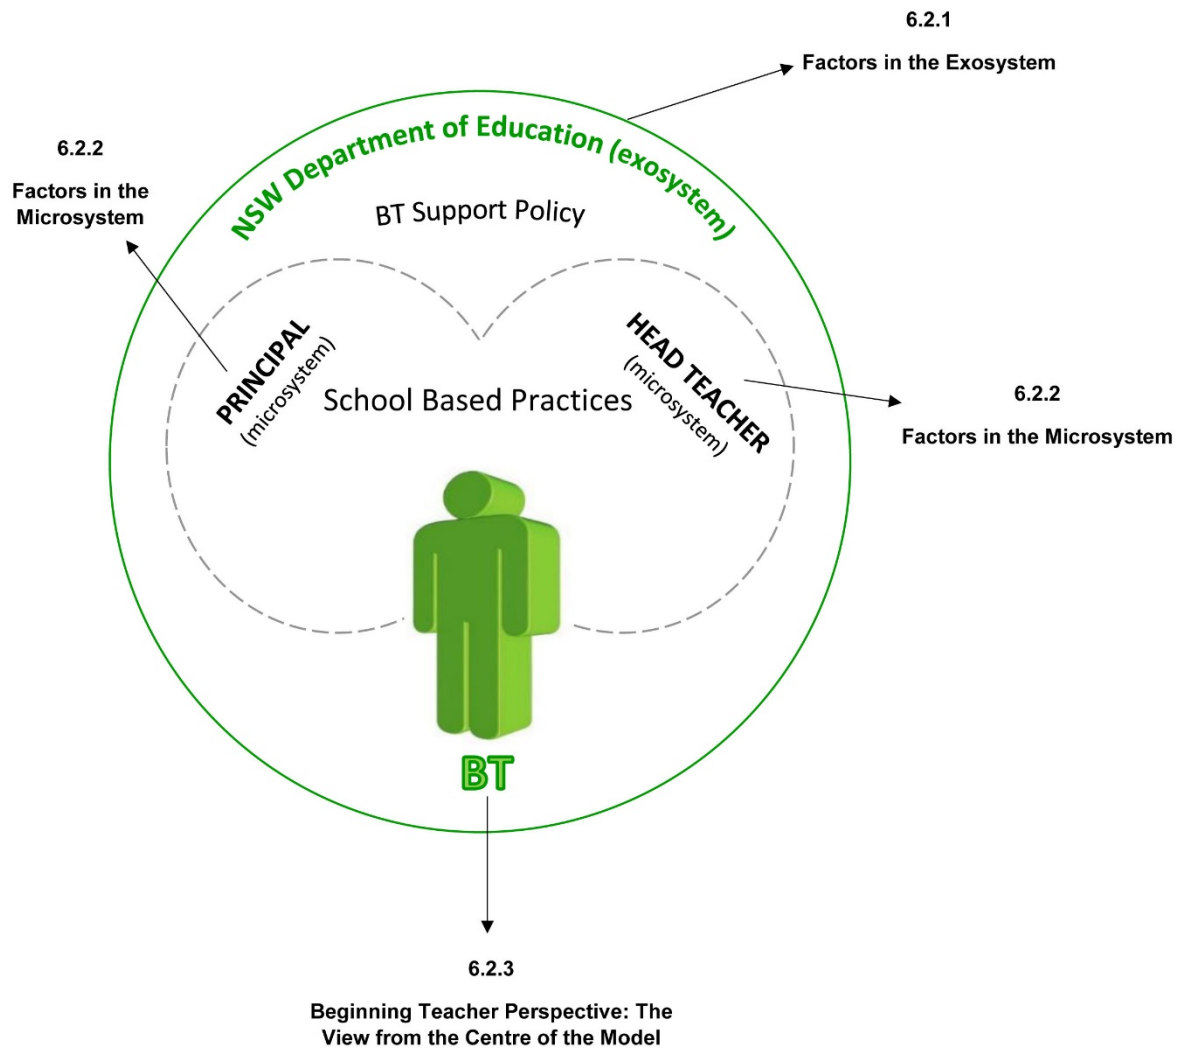 6.2.1
Factors in the Exosystem
6.2.2
Factors in the
Microsystem
NSW Department of Education (exosystem)
BT Support Policy
PRINCIPAL
(microsystem)
School Based Practices
HEAD TEACHER
(microsystem)
6.2.2
Factors in the Microsystem
BT
6.2.3
Beginning Teacher Perspective: The
View from the Centre of the Model